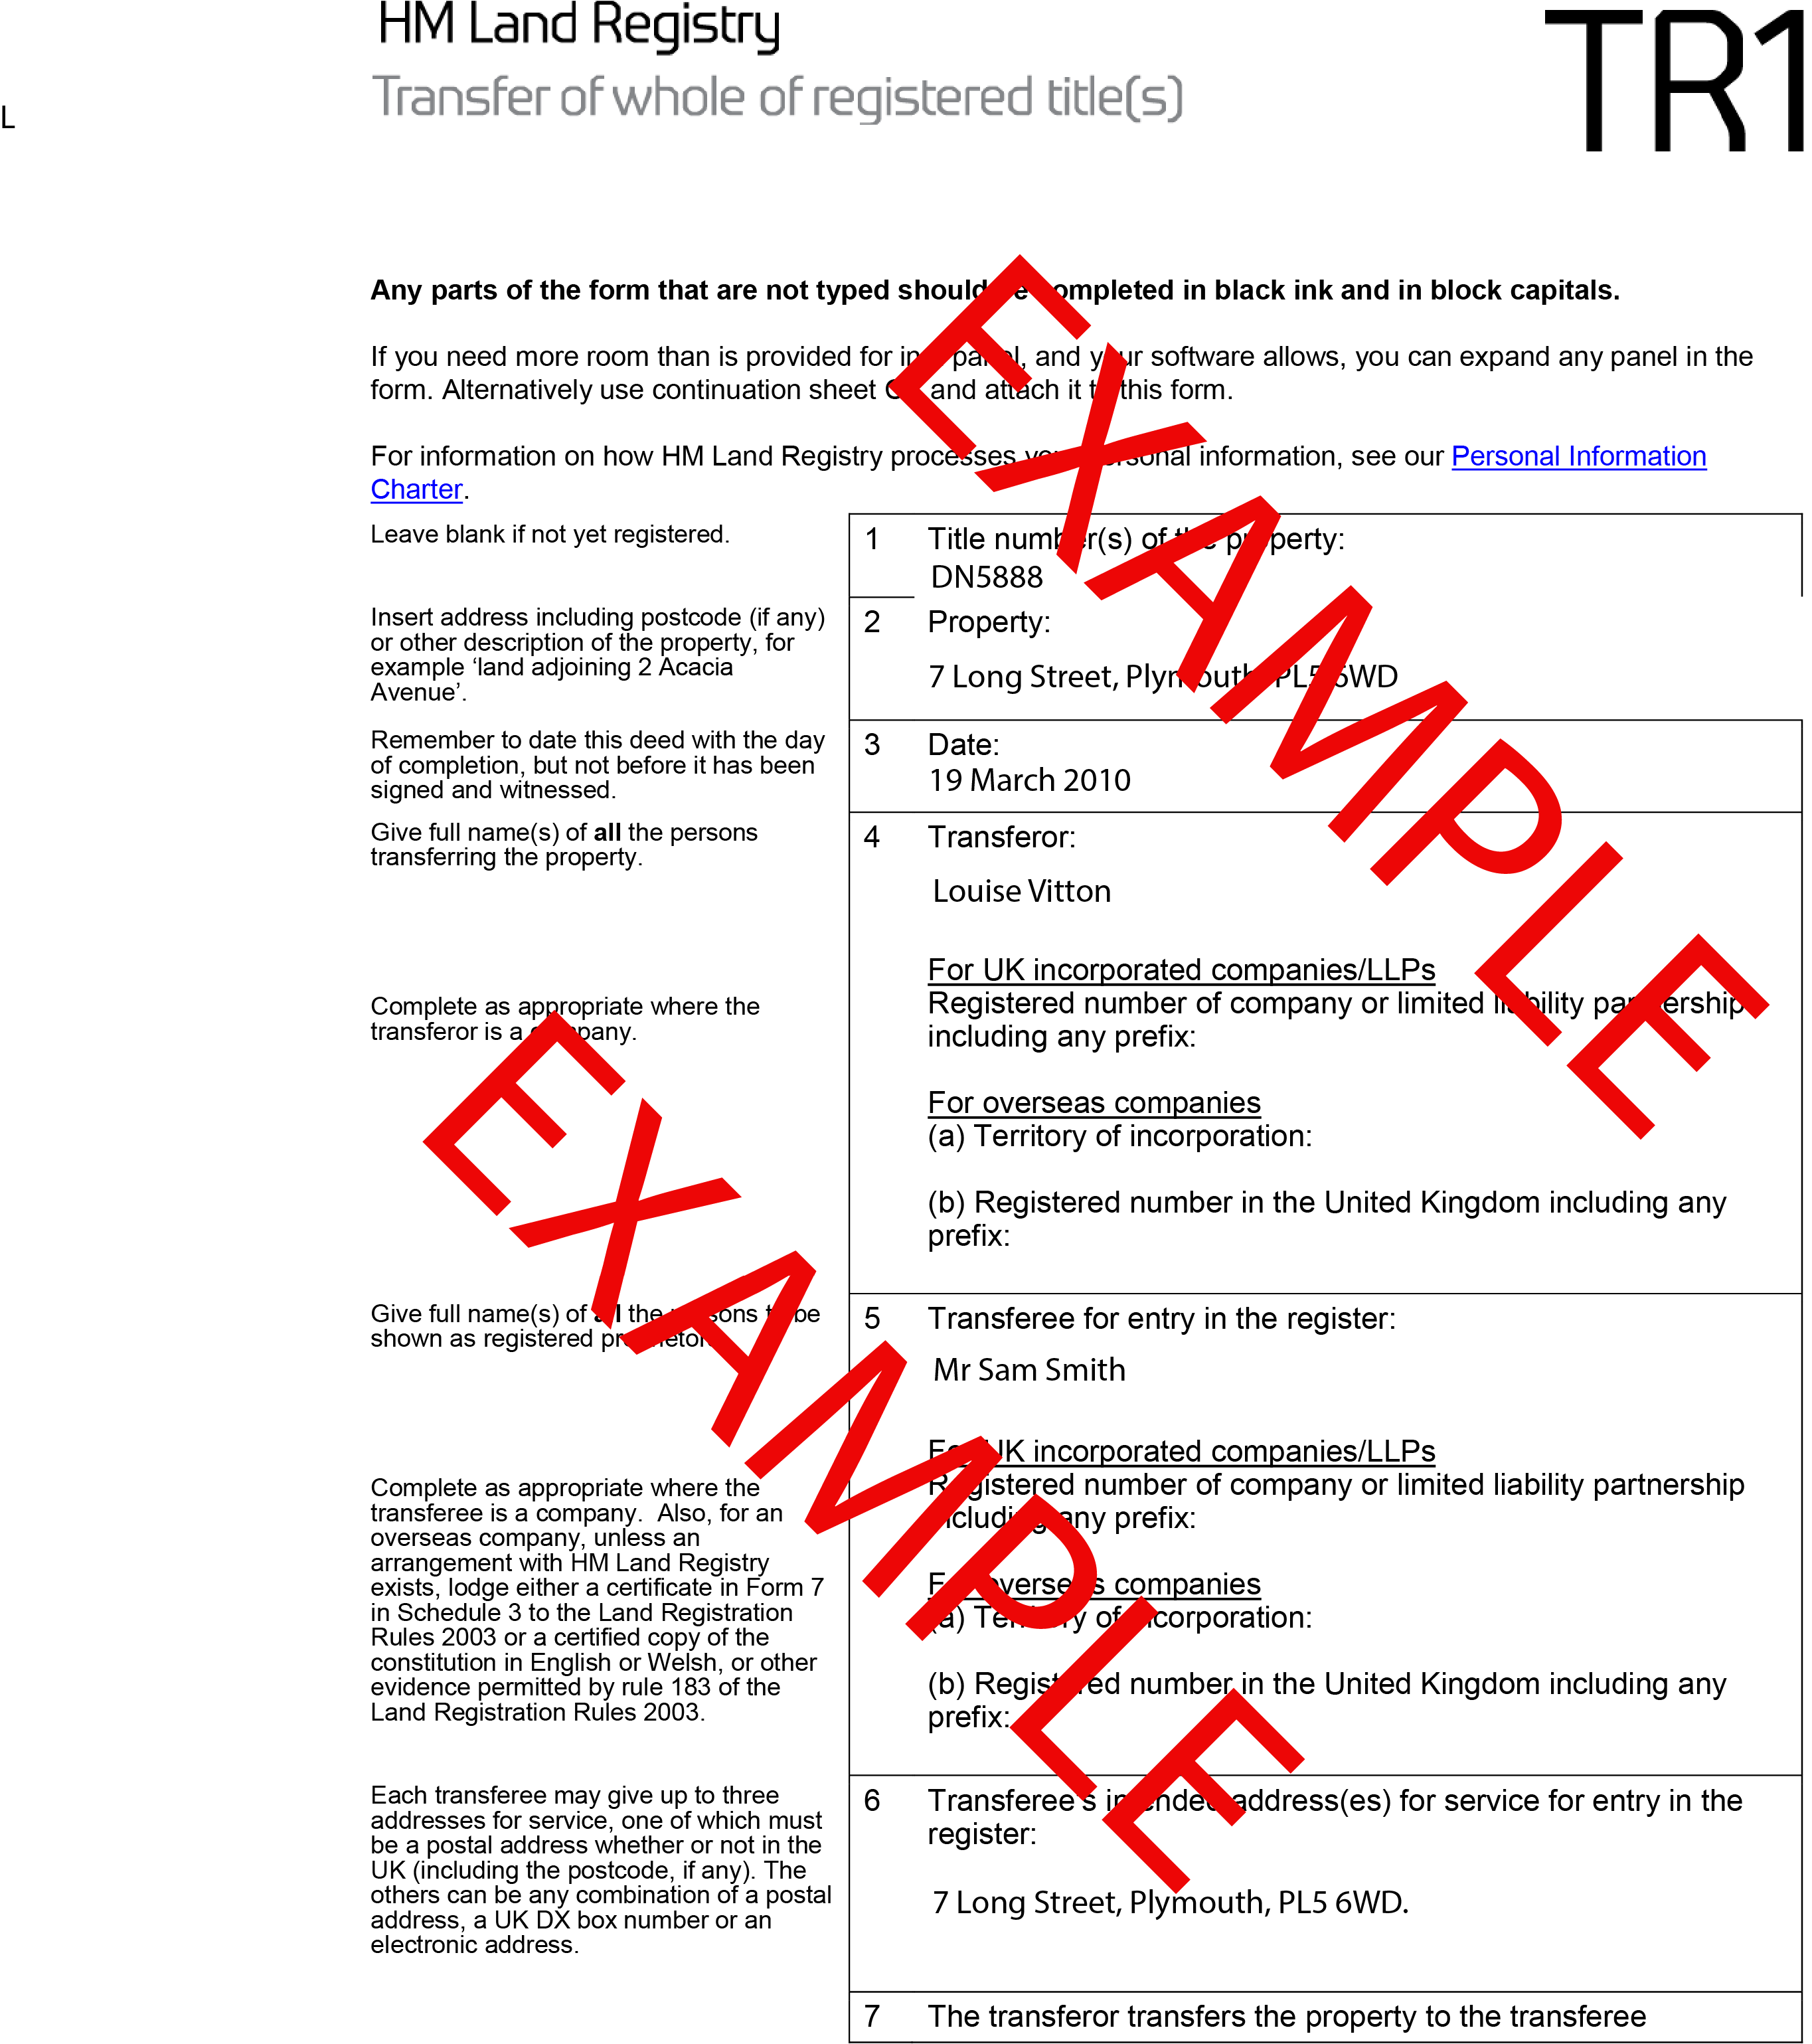 HM Land Registry
Transfer of whole of registered title(s)
TR1
L
Any parts of the form that are not typed should be completed in black ink and in block capitals.
If you need more room than is provided for in a panel, and your software allows, you can expand any panel in the
form. Alternatively use continuation sheet CS and attach it to this form.
For information on how HM Land Registry processes your personal information, see our Personal Information
Charter.
Leave blank if not yet registered.
1 Title number(s) of the property:
DN5888
Insert address including postcode (if any)
or other description of the property, for
example ‘land adjoining 2 Acacia
Avenue’.
2 Property:
7 Long Street, Plymouth, PL5 6WD
Remember to date this deed with the day
of completion, but not before it has been
signed and witnessed.
3 Date:
19 March 2010
Give full name(s) of all the persons
transferring the property.
4 Transferor:
Louise Vitton
Complete as appropriate where the
transferor is a company.
For UK incorporated companies/LLPs
Registered number of company or limited liability partnership
including any prefix:
For overseas companies
(a) Territory of incorporation:
(b) Registered number in the United Kingdom including any
prefix:
Give full name(s) of all the persons to be
shown as registered proprietors.
5 Transferee for entry in the register:
Mr Sam Smith
Complete as appropriate where the
transferee is a company. Also, for an
overseas company, unless an
arrangement with HM Land Registry
exists, lodge either a certificate in Form 7
in Schedule 3 to the Land Registration
Rules 2003 or a certified copy of the
constitution in English or Welsh, or other
evidence permitted by rule 183 of the
Land Registration Rules 2003.
For UK incorporated companies/LLPs
Registered number of company or limited liability partnership
including any prefix:
For overseas companies
(a) Territory of incorporation:
(b) Registered number in the United Kingdom including any
prefix:
Each transferee may give up to three
addresses for service, one of which must
be a postal address whether or not in the
UK (including the postcode, if any). The
others can be any combination of a postal
address, a UK DX box number or an
electronic address.
6 Transferee's intended address(es) for service for entry in the
register:
7 Long Street, Plymouth, PL5 6WD.
7 The transferor transfers the property to the transferee
EXAMPLE
EXAMPLE